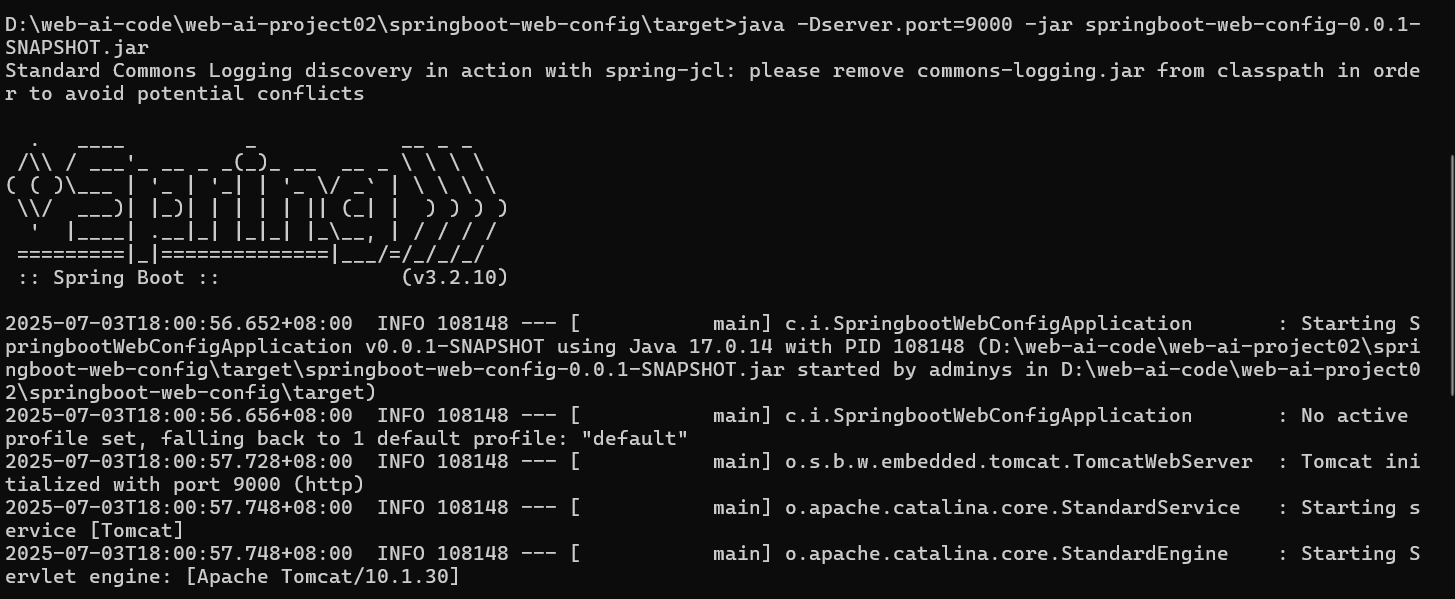 D:\web-ai-code\web-ai-project02\springboot-web-config\target>java -Dserver.port=9000 -jar springboot-web-config-0.0.1-
SNAPSHOT.jar
Standard Commons Logging discovery in action with spring-jcl: please remove commons-logging.jar from classpath in orde
r to avoid potential conflicts

  .   ____          _            __ _ _
 /\\ / ___'_ __ _ _(_)_ __  __ _ \ \ \ \
( ( )\___ | '_ | '_| | '_ \/ _` | \ \ \ \
 \\/  ___)| |_)| | | | | || (_| |  ) ) ) )
  '  |____| .__|_| |_|_| |_\__, | / / / /
 =========|_|==============|___/=/_/_/_/
 :: Spring Boot ::               (v3.2.10)

2025-07-03T18:00:56.652+08:00  INFO 108148 --- [           main] c.i.SpringbootWebConfigApplication       : Starting S
pringbootWebConfigApplication v0.0.1-SNAPSHOT using Java 17.0.14 with PID 108148 (D:\web-ai-code\web-ai-project02\spri
ngboot-web-config\target\springboot-web-config-0.0.1-SNAPSHOT.jar started by adminys in D:\web-ai-code\web-ai-project0
2\springboot-web-config\target)
2025-07-03T18:00:56.656+08:00  INFO 108148 --- [           main] c.i.SpringbootWebConfigApplication       : No active
profile set, falling back to 1 default profile: "default"
2025-07-03T18:00:57.728+08:00  INFO 108148 --- [           main] o.s.b.w.embedded.tomcat.TomcatWebServer  : Tomcat ini
tialized with port 9000 (http)
2025-07-03T18:00:57.748+08:00  INFO 108148 --- [           main] o.apache.catalina.core.StandardService   : Starting s
ervice [Tomcat]
2025-07-03T18:00:57.748+08:00  INFO 108148 --- [           main] o.apache.catalina.core.StandardEngine    : Starting S
ervlet engine: [Apache Tomcat/10.1.30]